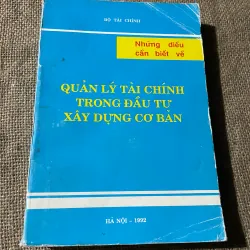 BỘ TÀI CHÍNH
Những điều
cần biết về
QUẢN LÝ TÀI CHÍNH
TRONG ĐẦU TƯ
XÂY DỰNG CƠ BẢN
HÀ NỘI - 1992